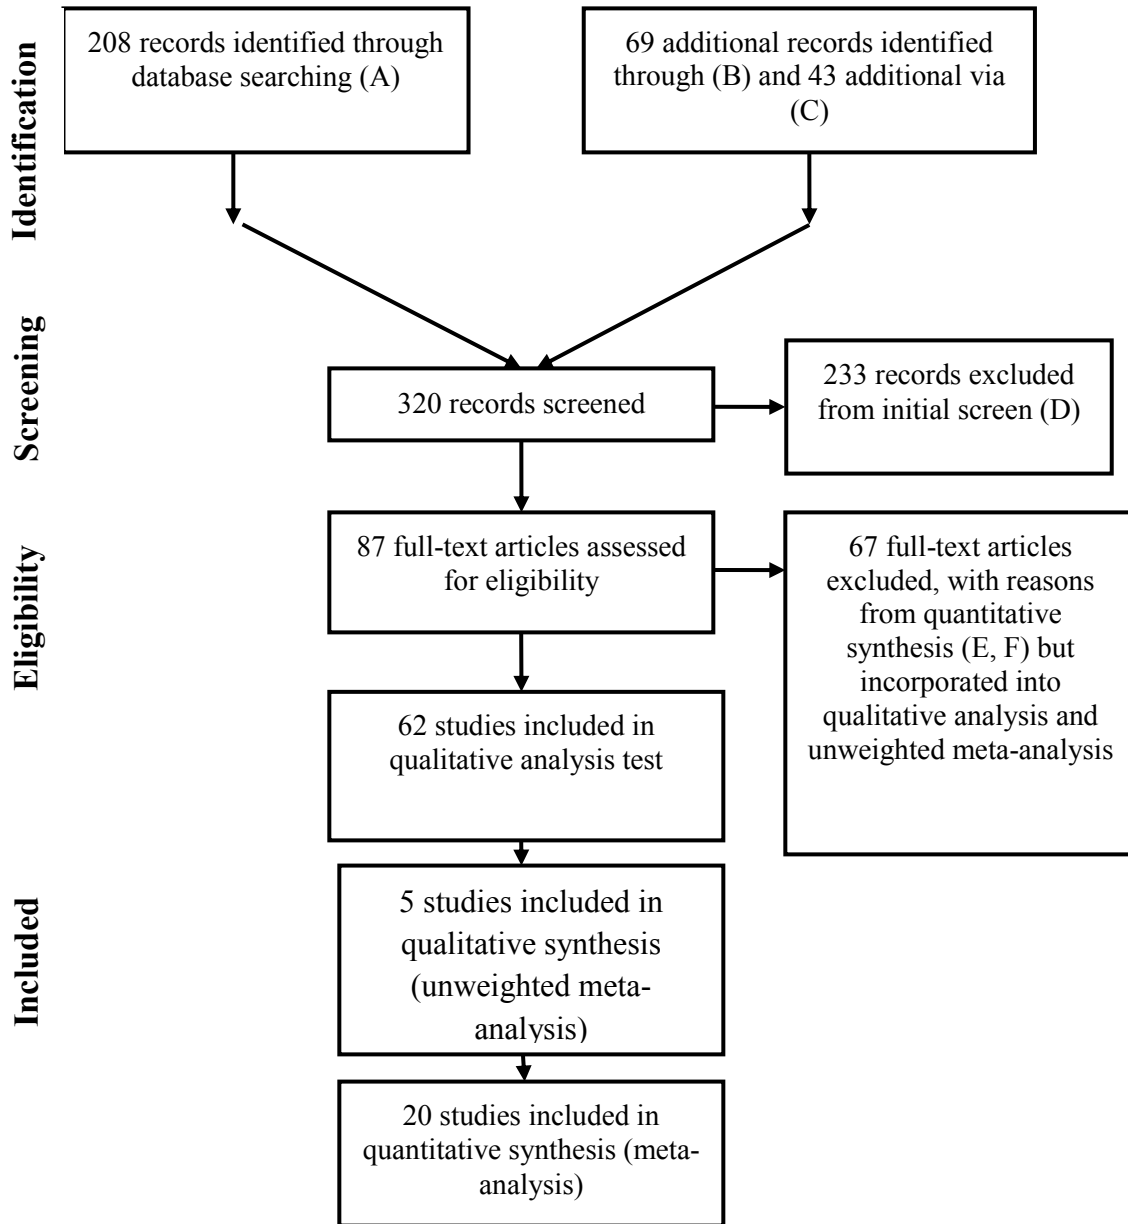 Identification
208 records identified through
database searching (A)
69 additional records identified
through (B) and 43 additional via
(C)
Screening
320 records screened
233 records excluded
from initial screen (D)
Eligibility
87 full-text articles assessed
for eligibility
67 full-text articles
excluded, with reasons
from quantitative
synthesis (E, F) but
incorporated into
qualitative analysis and
unweighted meta-analysis
62 studies included in
qualitative analysis test
Included
5 studies included in
qualitative synthesis
(unweighted meta-
analysis)
20 studies included in
quantitative synthesis (meta-
analysis)